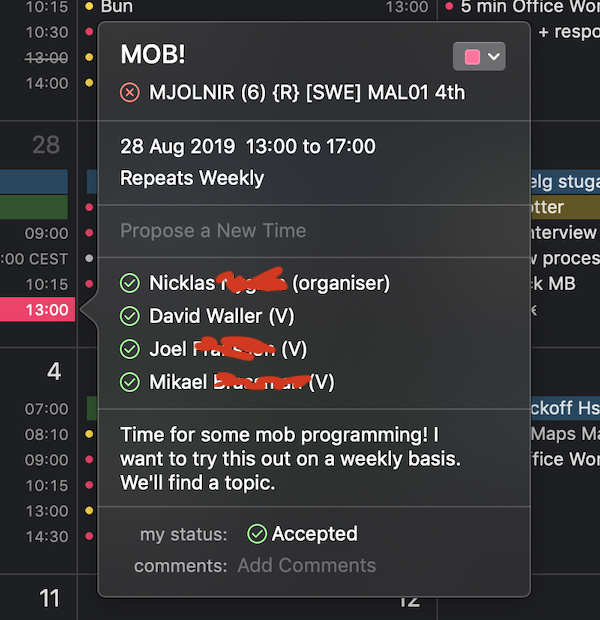 10:15 Bun 13:00 5 min Office Wor
10:30 + respo
13:00
14:00
MOB!
MJOLNIR (6) {R} [SWE] MAL01 4th
28
28 Aug 2019 13:00 to 17:00
Repeats Weekly
elg stuga
otter
09:00 Propose a New Time nterview
:00 CEST w proces
10:15 Nicklas (organiser) k MB
13:00 David Waller (V)
Joel (V)
4 Mikael (V)
07:00 ckoff Hs
08:10 Time for some mob programming! I Maps Ma
09:00 want to try this out on a weekly basis. ffice Wor
10:15 We'll find a topic.
13:00
14:30 my status: Accepted
comments: Add Comments
11 12